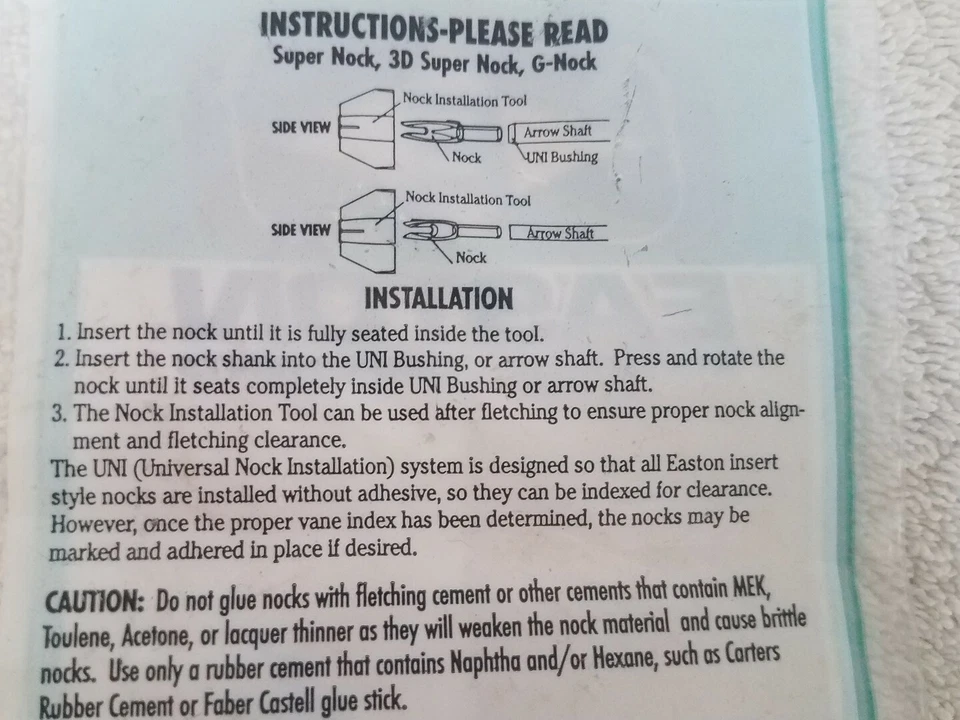 INSTRUCTIONS-PLEASE READ
Super Nock, 3D Super Nock, G-Nock
Nock Installation Tool
SIDE VIEW
Arrow Shaft
Nock
UNI Bushing
Nock Installation Tool
SIDE VIEW
Arrow Shaft
Nock
INSTALLATION
1. Insert the nock until it is fully seated inside the tool.
2. Insert the nock shank into the UNI Bushing, or arrow shaft. Press and rotate the
nock until it seats completely inside UNI Bushing or arrow shaft.
3. The Nock Installation Tool can be used after fletching to ensure proper nock align-
ment and fletching clearance.
The UNI (Universal Nock Installation) system is designed so that all Easton insert
style nocks are installed without adhesive, so they can be indexed for clearance.
However, once the proper vane index has been determined, the nocks may be
marked and adhered in place if desired.
CAUTION: Do not glue nocks with fletching cement or other cements that contain MEK,
Toulene, Acetone, or lacquer thinner as they will weaken the nock material and cause brittle
nocks. Use only a rubber cement that contains Naphtha and/or Hexane, such as Carters
Rubber Cement or Faber Castell glue stick.